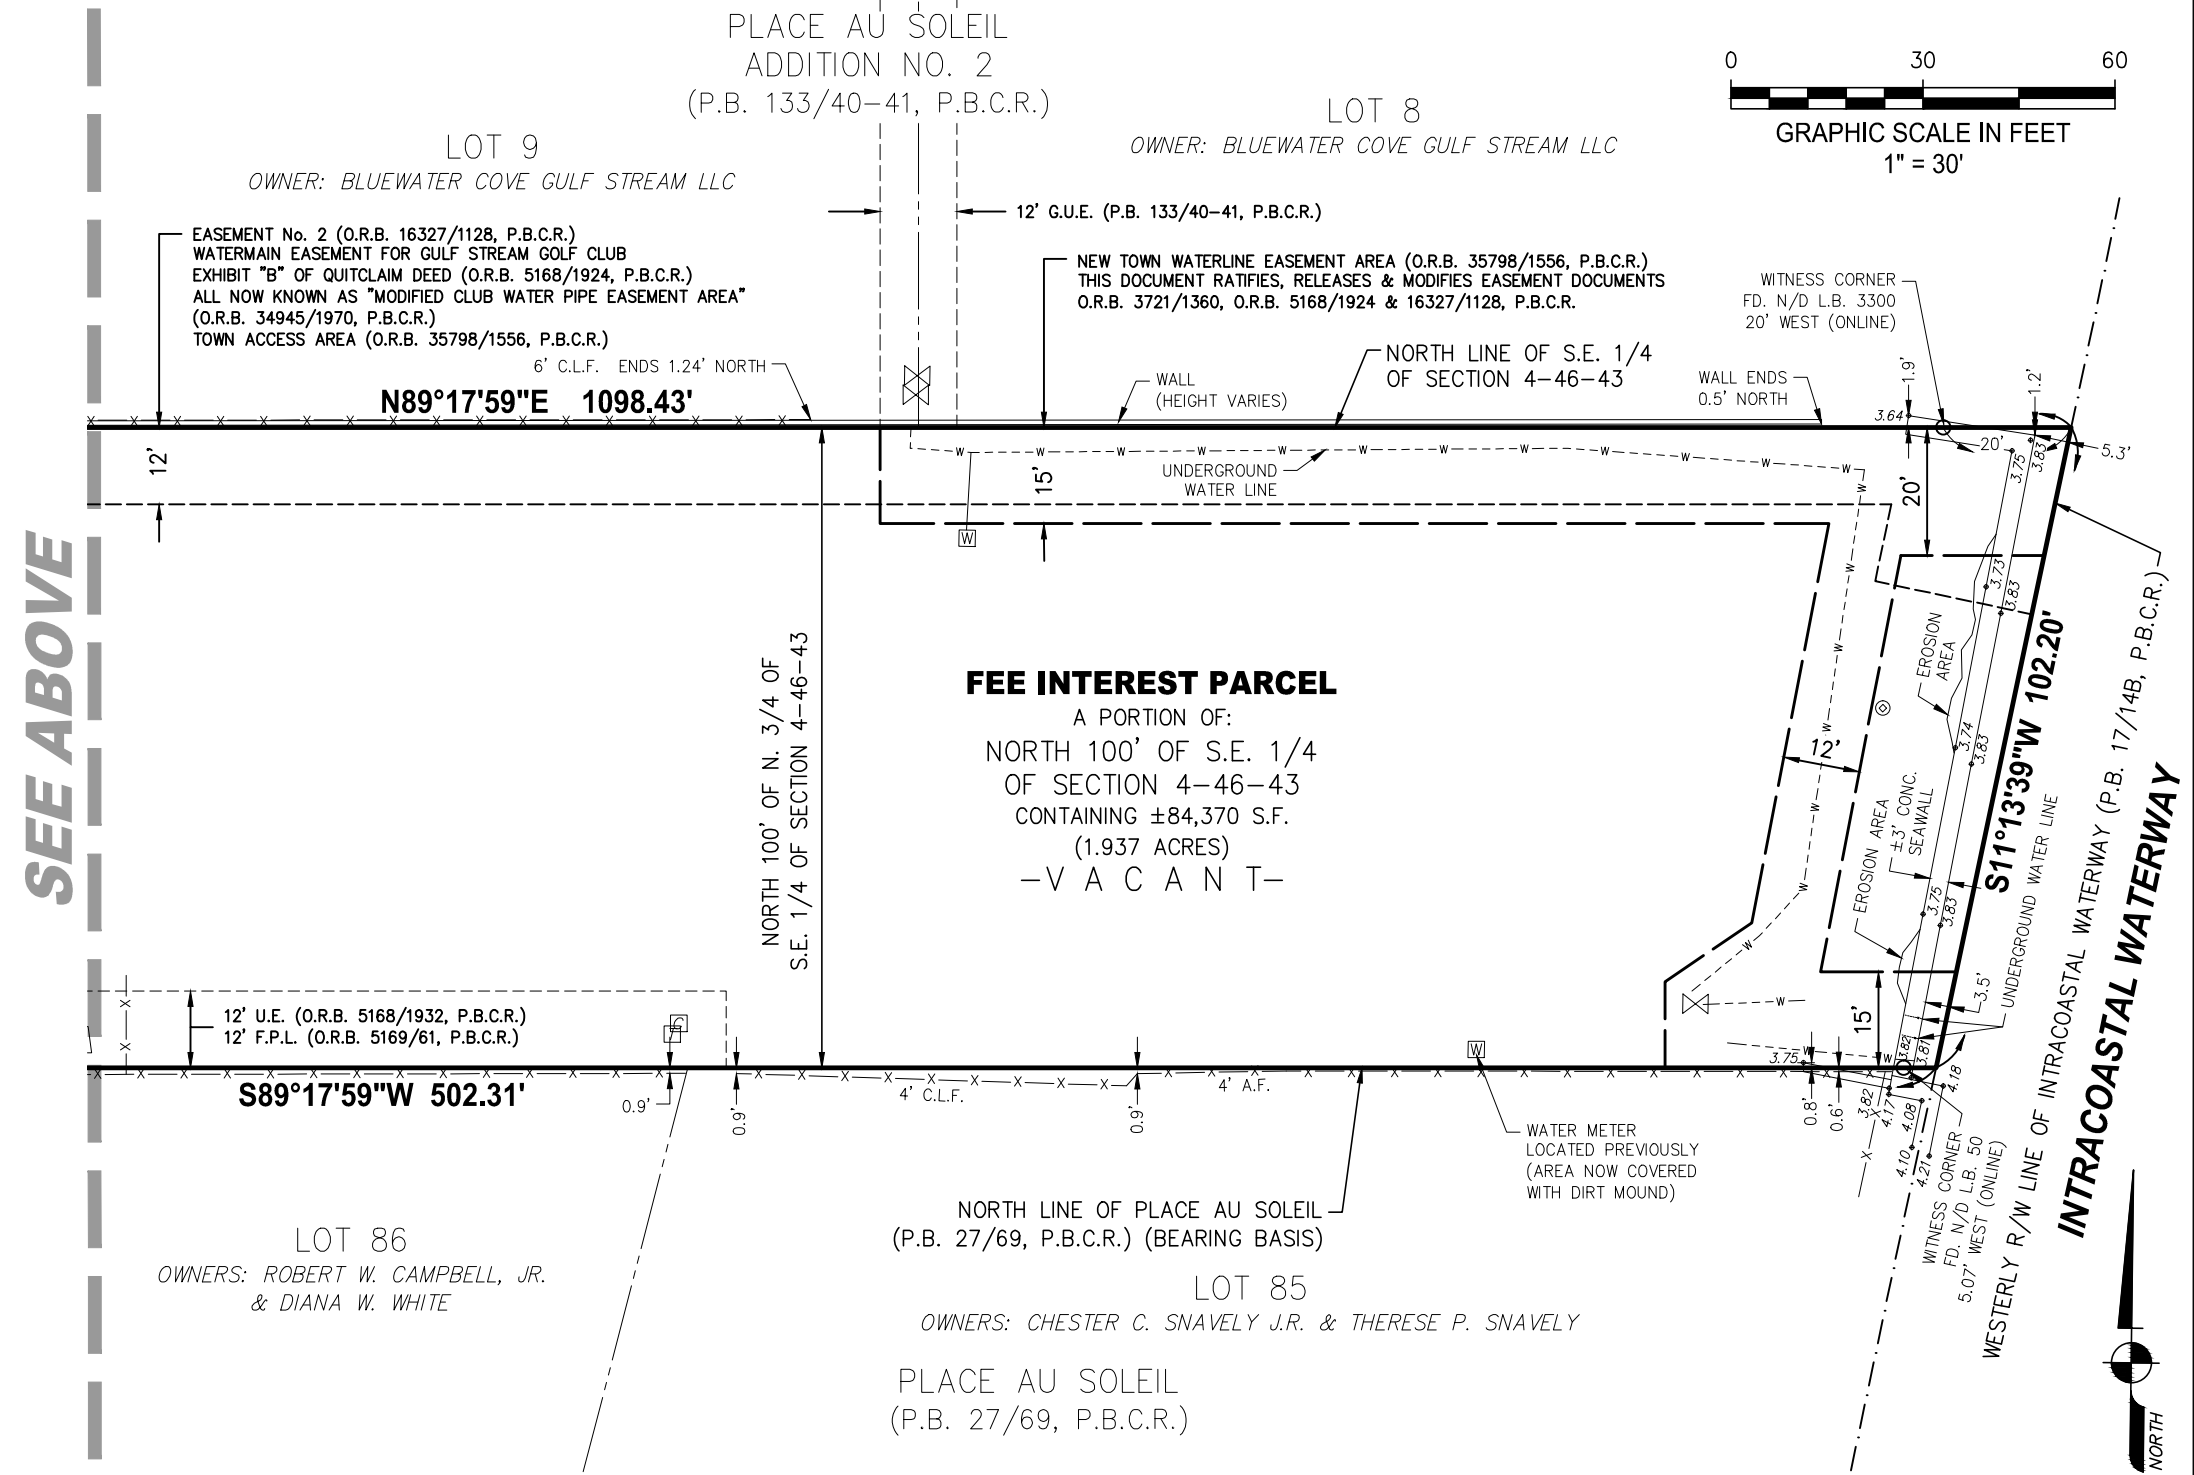 PLACE AU SOLEIL
ADDITION NO. 2
(P.B. 133/40-41, P.B.C.R.)
0 30 60
GRAPHIC SCALE IN FEET
1" = 30'
LOT 9
OWNER: BLUEWATER COVE GULF STREAM LLC
LOT 8
OWNER: BLUEWATER COVE GULF STREAM LLC
12' G.U.E. (P.B. 133/40-41, P.B.C.R.)
EASEMENT No. 2 (O.R.B. 16327/1128, P.B.C.R.)
WATERMAIN EASEMENT FOR GULF STREAM GOLF CLUB
EXHIBIT "B" OF QUITCLAIM DEED (O.R.B. 5168/1924, P.B.C.R.)
ALL NOW KNOWN AS "MODIFIED CLUB WATER PIPE EASEMENT AREA"
(O.R.B. 34945/1970, P.B.C.R.)
TOWN ACCESS AREA (O.R.B. 35798/1556, P.B.C.R.)
NEW TOWN WATERLINE EASEMENT AREA (O.R.B. 35798/1556, P.B.C.R.)
THIS DOCUMENT RATIFIES, RELEASES & MODIFIES EASEMENT DOCUMENTS
O.R.B. 3721/1360, O.R.B. 5168/1924 & 16327/1128, P.B.C.R.
WITNESS CORNER
FD. N/D L.B. 3300
20' WEST (ONLINE)
6' C.L.F. ENDS 1.24' NORTH
N89°17'59"E 1098.43'
WALL
(HEIGHT VARIES)
NORTH LINE OF S.E. 1/4
OF SECTION 4-46-43
WALL ENDS
0.5' NORTH
1.9'
1.2'
3.64
20'
3.75
3.83
5.3'
12'
15'
20'
UNDERGROUND
WATER LINE
W
SEE ABOVE
NORTH 100' OF N. 3/4 OF
S.E. 1/4 OF SECTION 4-46-43
FEE INTEREST PARCEL
A PORTION OF:
NORTH 100' OF S.E. 1/4
OF SECTION 4-46-43
CONTAINING ±84,370 S.F.
(1.937 ACRES)
-V A C A N T-
12'
3.73
3.83
EROSION
AREA
3.74
3.83
EROSION AREA
±3' CONC.
SEAWALL
3.75
3.83
S11°13'39"W 102.20'
UNDERGROUND WATER LINE
WESTERLY R/W LINE OF INTRACOASTAL WATERWAY (P.B. 17/14B, P.B.C.R.)
INTRACOASTAL WATERWAY
3.5'
15'
12' U.E. (O.R.B. 5168/1932, P.B.C.R.)
12' F.P.L. (O.R.B. 5169/61, P.B.C.R.)
C
W
3.75
3.82
3.81
S89°17'59"W 502.31'
0.9'
0.9'
4' C.L.F.
0.9'
4' A.F.
0.8'
0.6'
3.82
4.17
4.08
4.18
4.10
4.21
WATER METER
LOCATED PREVIOUSLY
(AREA NOW COVERED
WITH DIRT MOUND)
WITNESS CORNER
FD. N/D L.B. 50
5.07' WEST (ONLINE)
NORTH LINE OF PLACE AU SOLEIL
(P.B. 27/69, P.B.C.R.) (BEARING BASIS)
LOT 86
OWNERS: ROBERT W. CAMPBELL, JR.
& DIANA W. WHITE
LOT 85
OWNERS: CHESTER C. SNAVELY J.R. & THERESE P. SNAVELY
PLACE AU SOLEIL
(P.B. 27/69, P.B.C.R.)
NORTH